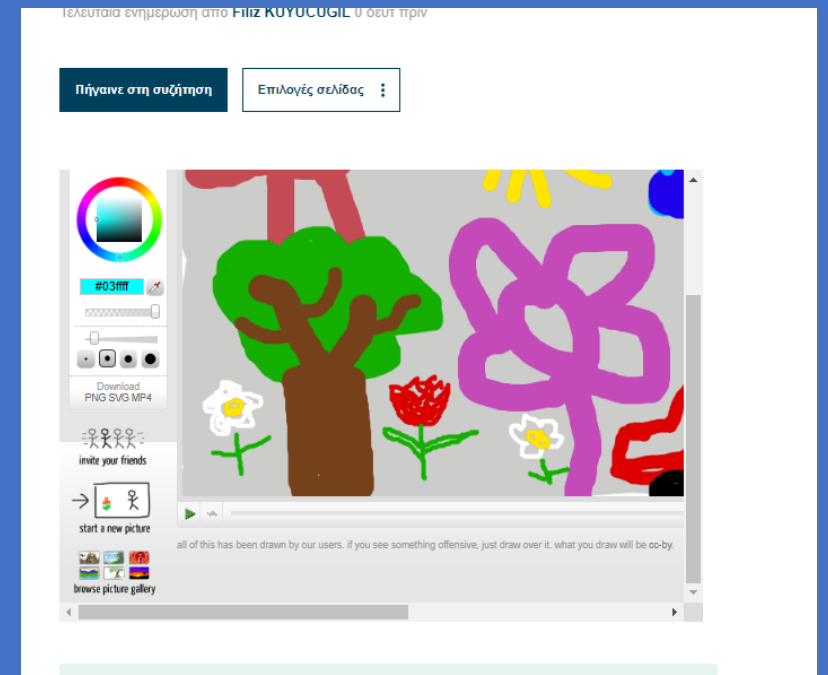 Τελευταία ενημέρωση από Filiz KUYUCUGIL 0 δευτ πριν
Πήγαινε στη συζήτηση
Επιλογές σελίδας
#03ffff
Download
PNG SVG MP4
invite your friends
start a new picture
browse picture gallery
all of this has been drawn by our users. if you see something offensive, just draw over it. what you draw will be cc-by.